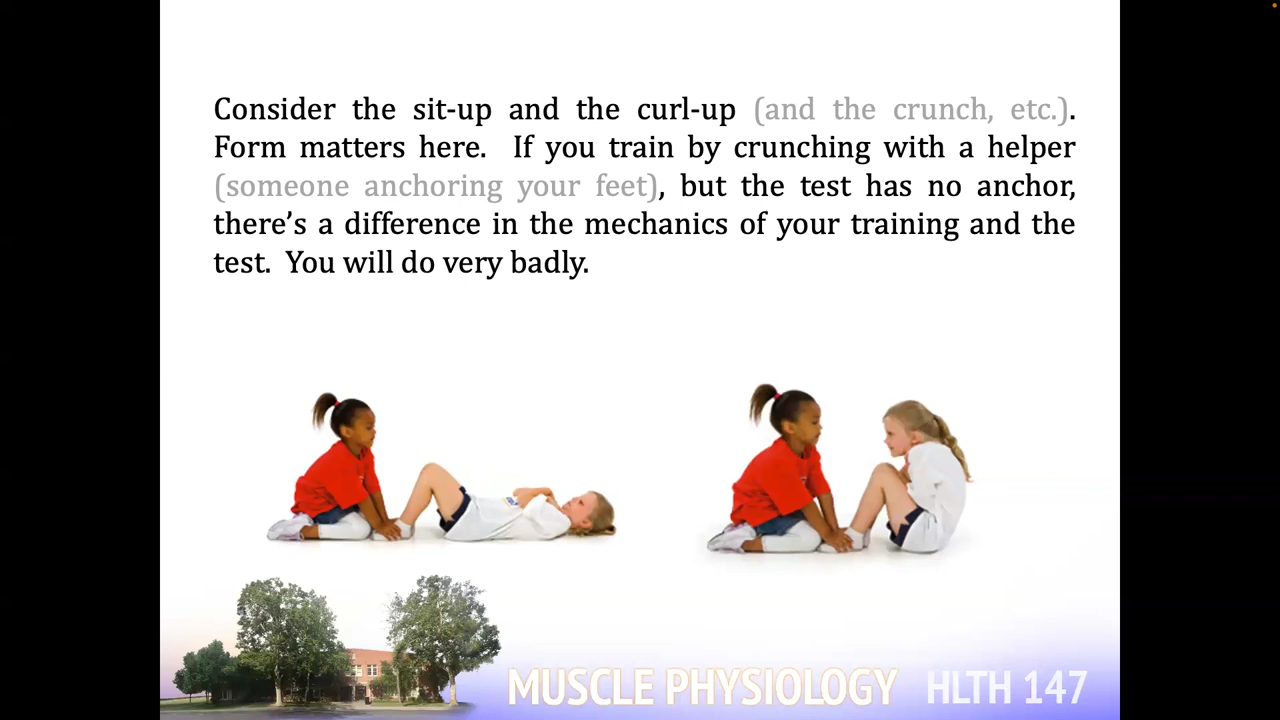 Consider the sit-up and the curl-up (and the crunch, etc.).
Form matters here.  If you train by crunching with a helper
(someone anchoring your feet), but the test has no anchor,
there’s a difference in the mechanics of your training and the
test.  You will do very badly.
MUSCLE PHYSIOLOGY HLTH 147